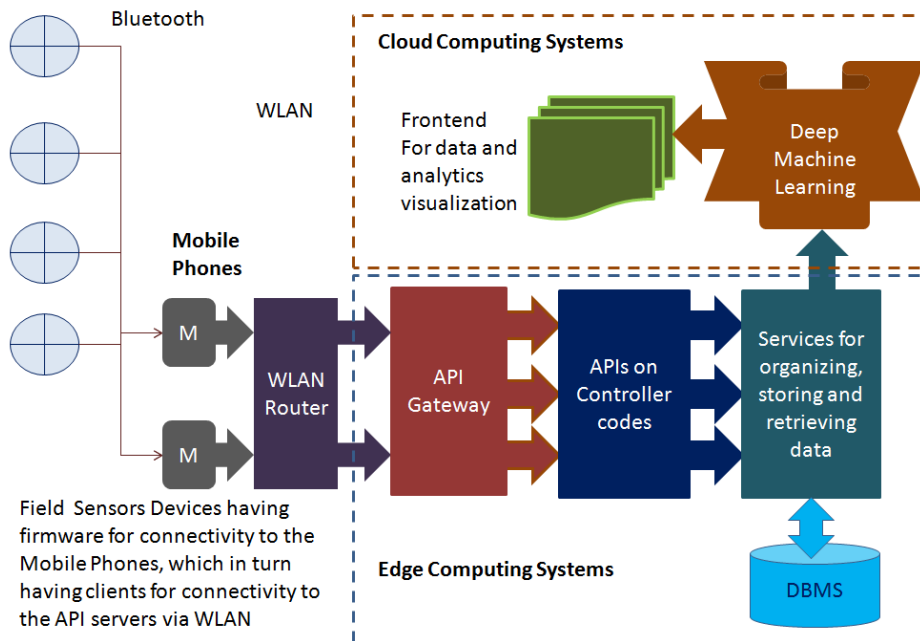 Bluetooth
WLAN
Cloud Computing Systems
Frontend
For data and
analytics
visualization
Deep
Machine
Learning
Mobile
Phones
M
M
WLAN
Router
API
Gateway
APIs on
Controller
codes
Services for
organizing,
storing and
retrieving
data
Field Sensors Devices having
firmware for connectivity to the
Mobile Phones, which in turn
having clients for connectivity to
the API servers via WLAN
Edge Computing Systems
DBMS